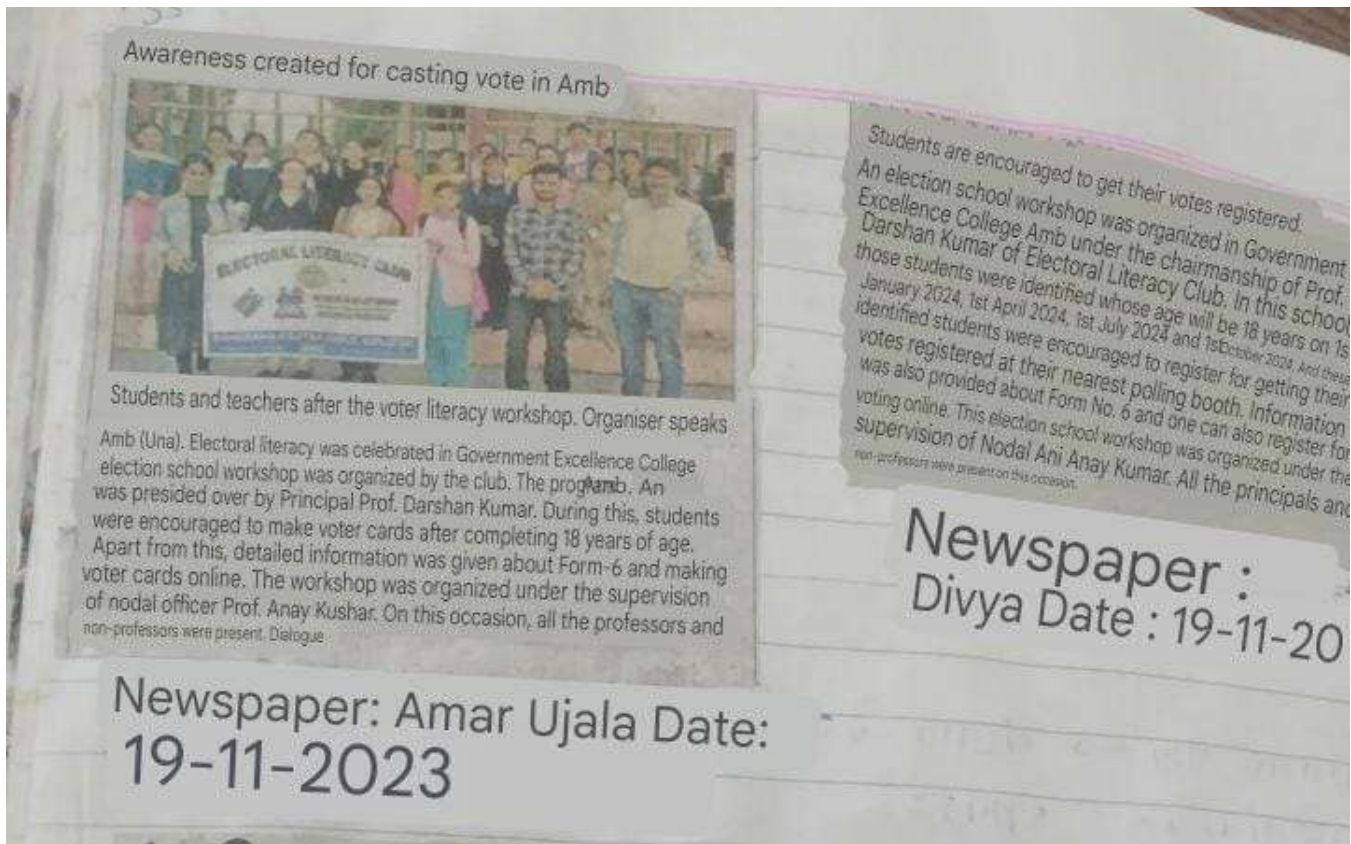 Awareness created for casting vote in Amb
ELECTORAL LITERACY CLUB
Students and teachers after the voter literacy workshop. Organiser speaks
Amb (Una). Electoral literacy was celebrated in Government Excellence College
election school workshop was organized by the club. The program Amb. An
was presided over by Principal Prof. Darshan Kumar. During this, students
were encouraged to make voter cards after completing 18 years of age.
Apart from this, detailed information was given about Form-6 and making
voter cards online. The workshop was organized under the supervision
of nodal officer Prof. Anay Kushar. On this occasion, all the professors and
non-professors were present. Dialogue
Newspaper: Amar Ujala Date:
19-11-2023
Students are encouraged to get their votes registered.
An election school workshop was organized in Government
Excellence College Amb under the chairmanship of Prof.
Darshan Kumar of Electoral Literacy Club. In this school
those students were identified whose age will be 18 years on 1s
January 2024, 1st April 2024, 1st July 2024 and 1st October 2024. And these
identified students were encouraged to register for getting their
votes registered at their nearest polling booth. Information
was also provided about Form No. 6 and one can also register for
voting online. This election school workshop was organized under the
supervision of Nodal Ani Anay Kumar. All the principals and
non-professors were present on this occasion.
Newspaper :
Divya Date : 19-11-20